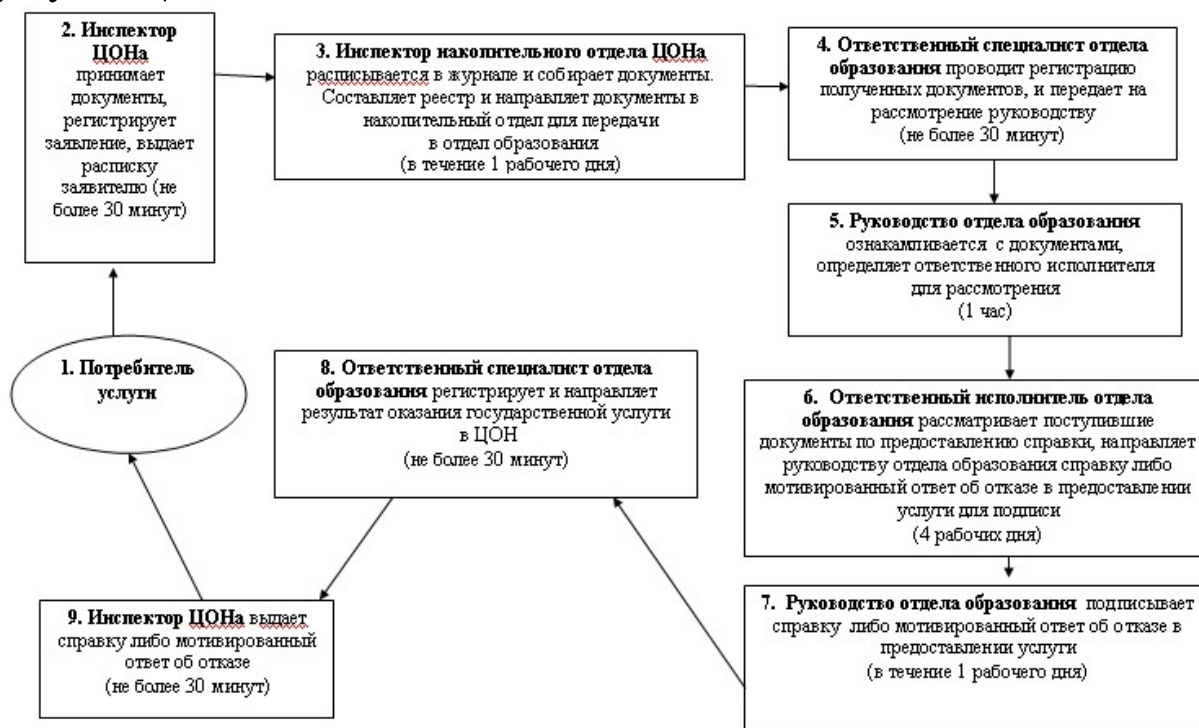 2. Инспектор
ЦОНа
принимает
документы,
регистрирует
заявление, выдает
расписку
заявителю (не
более 30 минут)
3. Инспектор накопительного отдела ЦОНа
расписывается в журнале и собирает документы.
Составляет реестр и направляет документы в
накопительный отдел для передачи
в отдел образования
(в течение 1 рабочего дня)
4. Ответственный специалист отдела
образования проводит регистрацию
полученных документов, и передает на
рассмотрение руководству
(не более 30 минут)
5. Руководство отдела образования
ознакампивается с документами,
определяет ответственного исполнителя
для рассмотрения
(1 час)
6. Ответственный исполнитель отдела
образования рассматривает поступившие
документы по предоставлению справки, направляет
руководству отдела образования справку либо
мотивированный ответ об отказе в предоставлении
услуги для подписи
(4 рабочих дня)
7. Руководство отдела образования подписывает
справку либо мотивированный ответ об отказе в
предоставлении услуги
(в течение 1 рабочего дня)
8. Ответственный специалист отдела
образования регистрирует и направляет
результат оказания государственной услуги
в ЦОН
(не более 30 минут)
9. Инспектор ЦОНа выдает
справку либо мотивированный
ответ об отказе
(не более 30 минут)
1. Потребитель
услуги